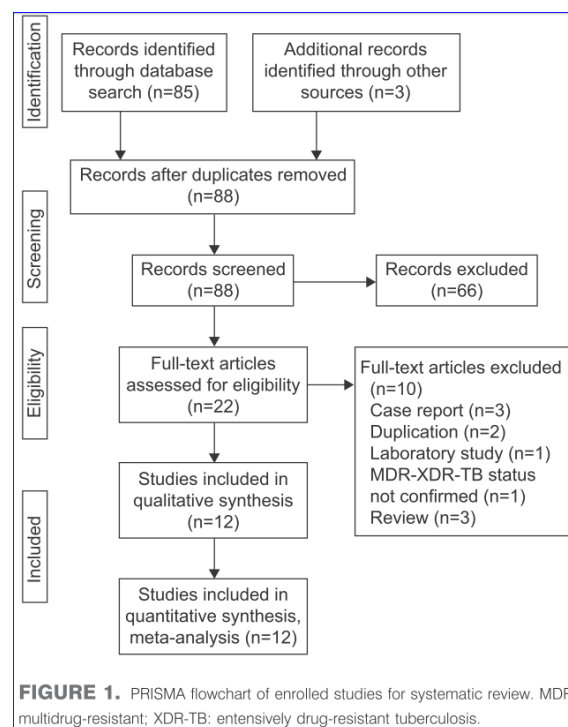 Identification
Records identified
through database
search (n=85)
Additional records
identified through other
sources (n=3)
Records after duplicates removed
(n=88)
Screening
Records screened
(n=88)
Records excluded
(n=66)
Eligibility
Full-text articles
assessed for eligibility
(n=22)
Full-text articles excluded
(n=10)
Case report (n=3)
Duplication (n=2)
Laboratory study (n=1)
MDR-XDR-TB status
not confirmed (n=1)
Review (n=3)
Included
Studies included in
qualitative synthesis
(n=12)
Studies included in
quantitative synthesis,
meta-analysis (n=12)
FIGURE 1. PRISMA flowchart of enrolled studies for systematic review. MDR
multidrug-resistant; XDR-TB: entensively drug-resistant tuberculosis.